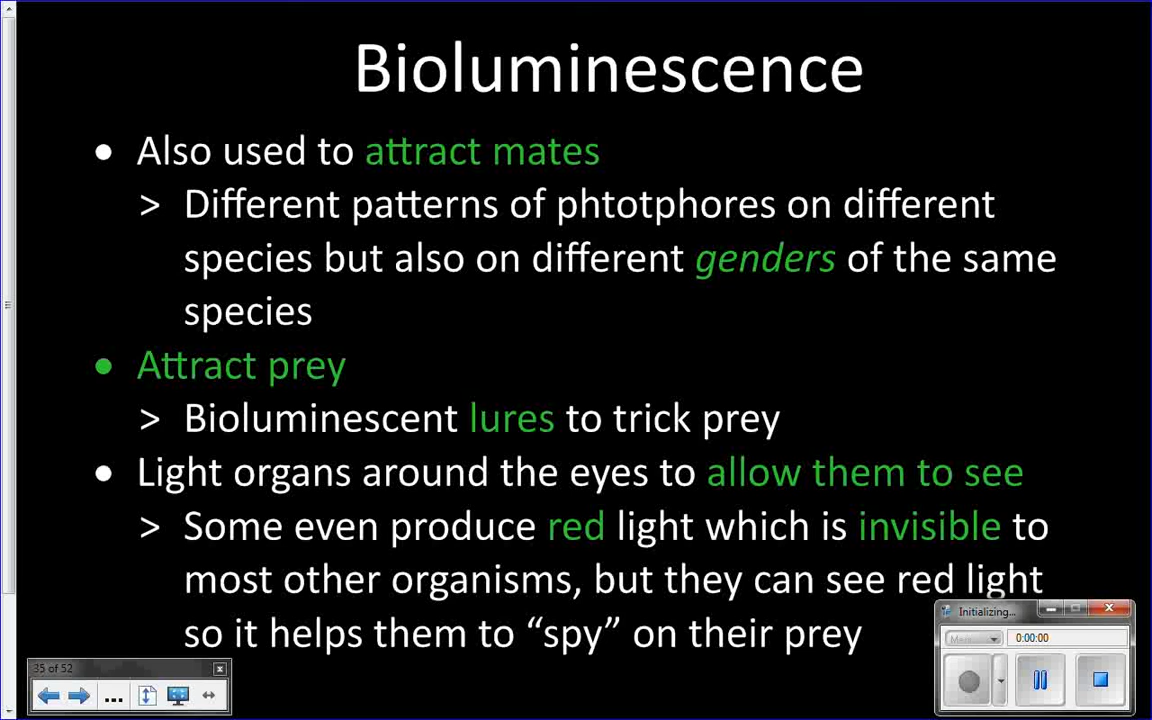 Bioluminescence
• Also used to attract mates
> Different patterns of phtotphores on different
species but also on different genders of the same
species
• Attract prey
> Bioluminescent lures to trick prey
• Light organs around the eyes to allow them to see
> Some even produce red light which is invisible to
most other organisms, but they can see red light
so it helps them to “spy” on their prey
Initializing...
0:00:00
35 of 52
...